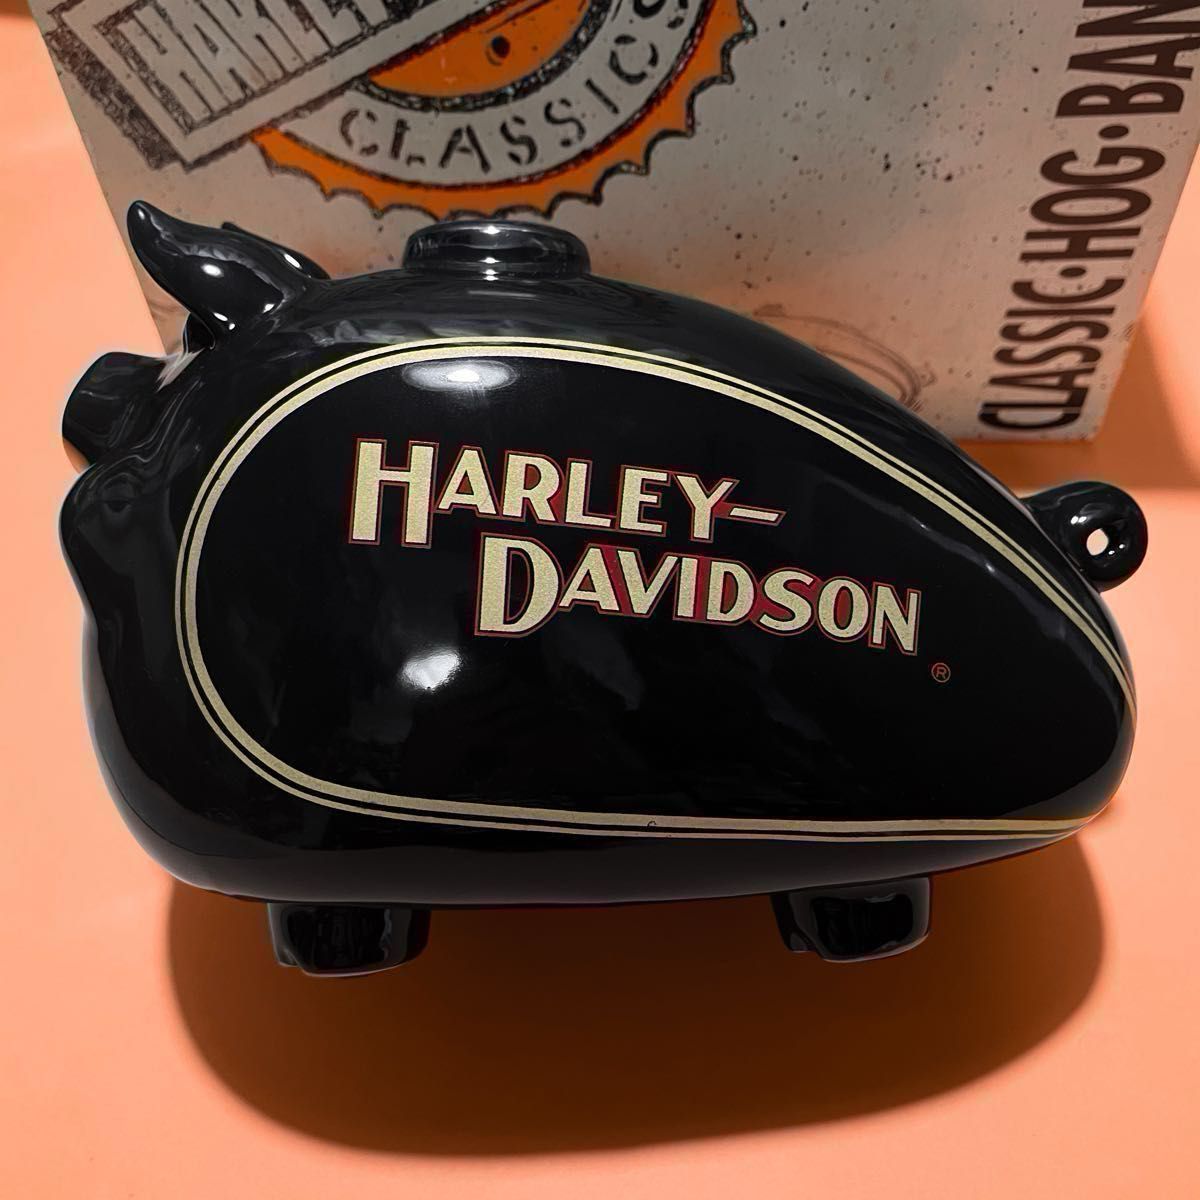 CLASSICS
CLASSIC·HOG·BAN
HARLEY-
DAVIDSON
®